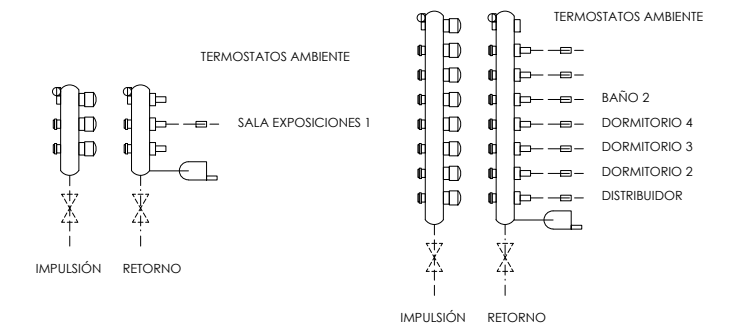 TERMOSTATOS AMBIENTE
SALA EXPOSICIONES 1
IMPULSIÓN RETORNO
TERMOSTATOS AMBIENTE
BAÑO 2
DORMITORIO 4
DORMITORIO 3
DORMITORIO 2
DISTRIBUIDOR
IMPULSIÓN RETORNO